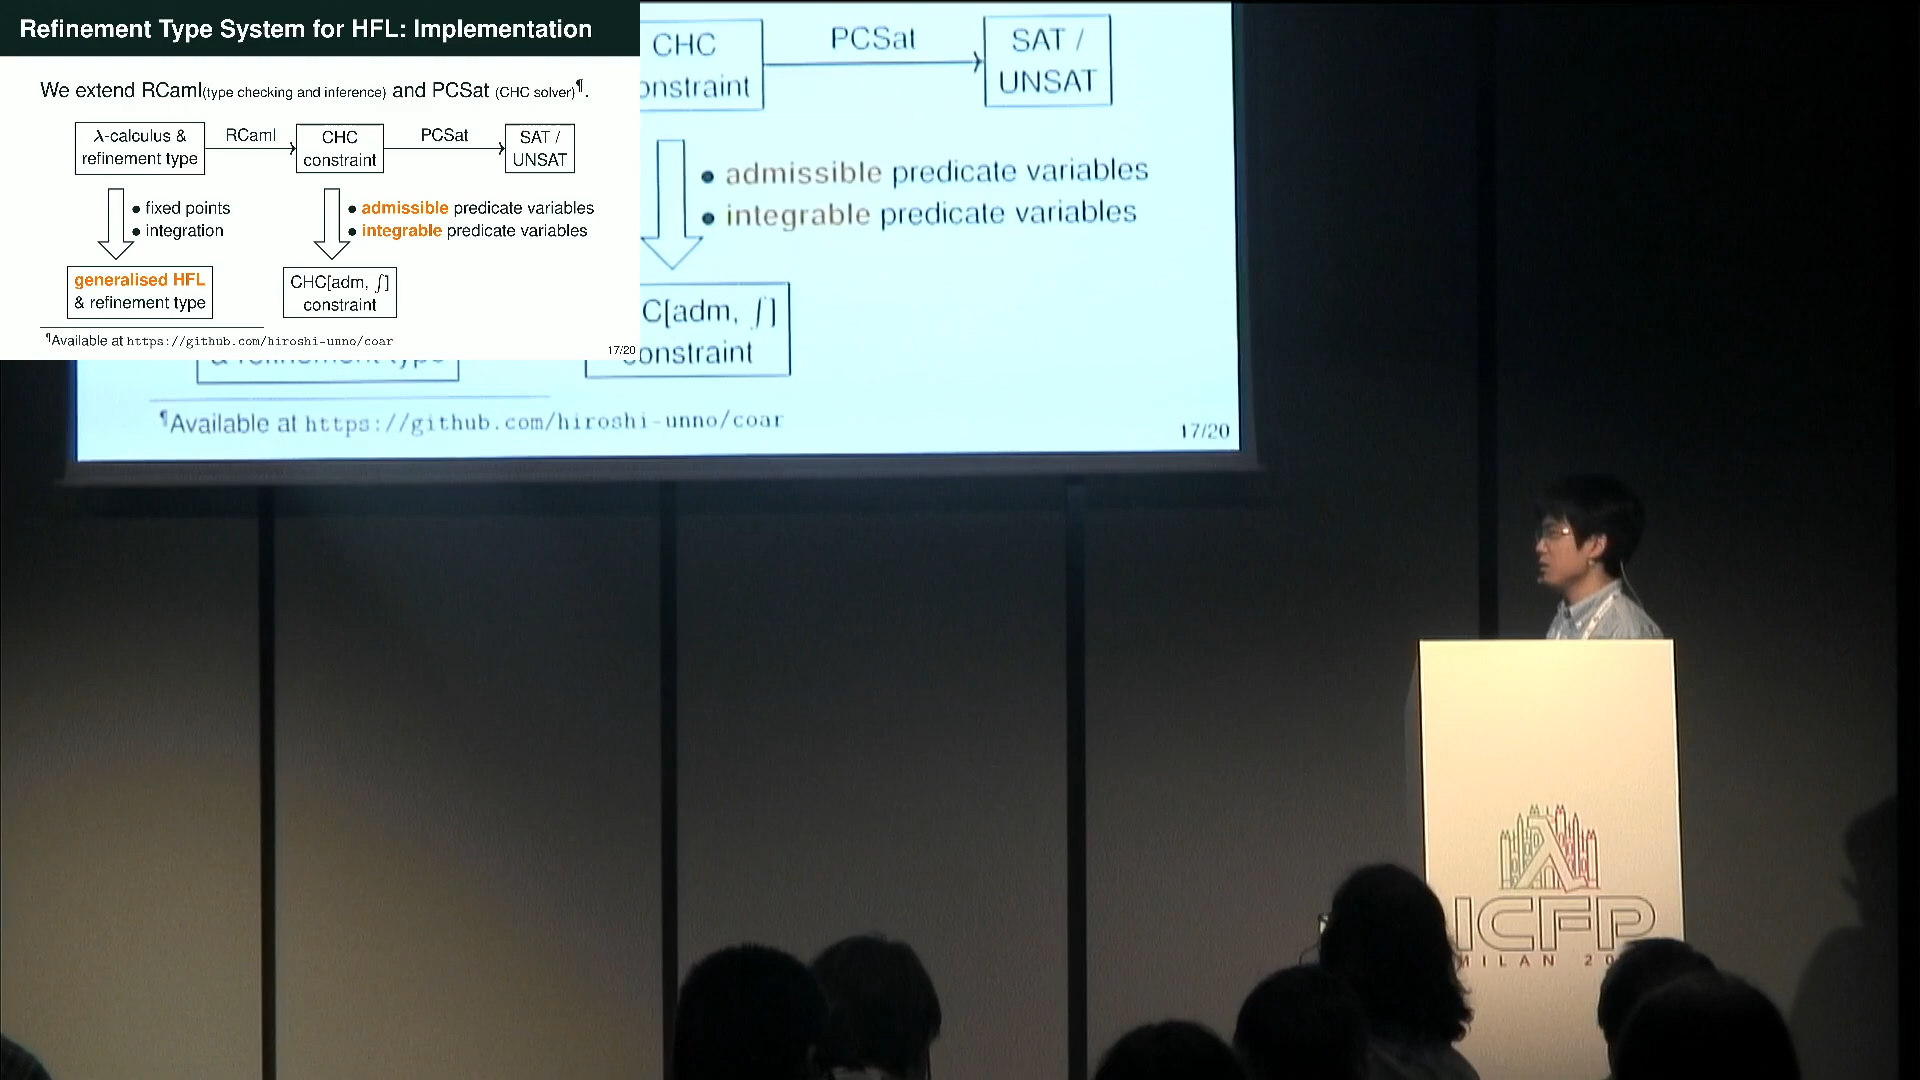 Refinement Type System for HFL: Implementation
We extend RCaml(type checking and inference) and PCSat (CHC solver)¶.
λ-calculus &
refinement type
RCaml
CHC
constraint
PCSat
SAT /
UNSAT
• fixed points
• integration
• admissible predicate variables
• integrable predicate variables
generalised HFL
& refinement type
CHC[adm, ∫]
constraint
¶Available at https://github.com/hiroshi-unno/coar
17/20
CHC
onstraint
PCSat
SAT /
UNSAT
• admissible predicate variables
• integrable predicate variables
C[adm, ∫]
onstraint
& refinement type
¶Available at https://github.com/hiroshi-unno/coar
17/20
ICFP
MILAN 20